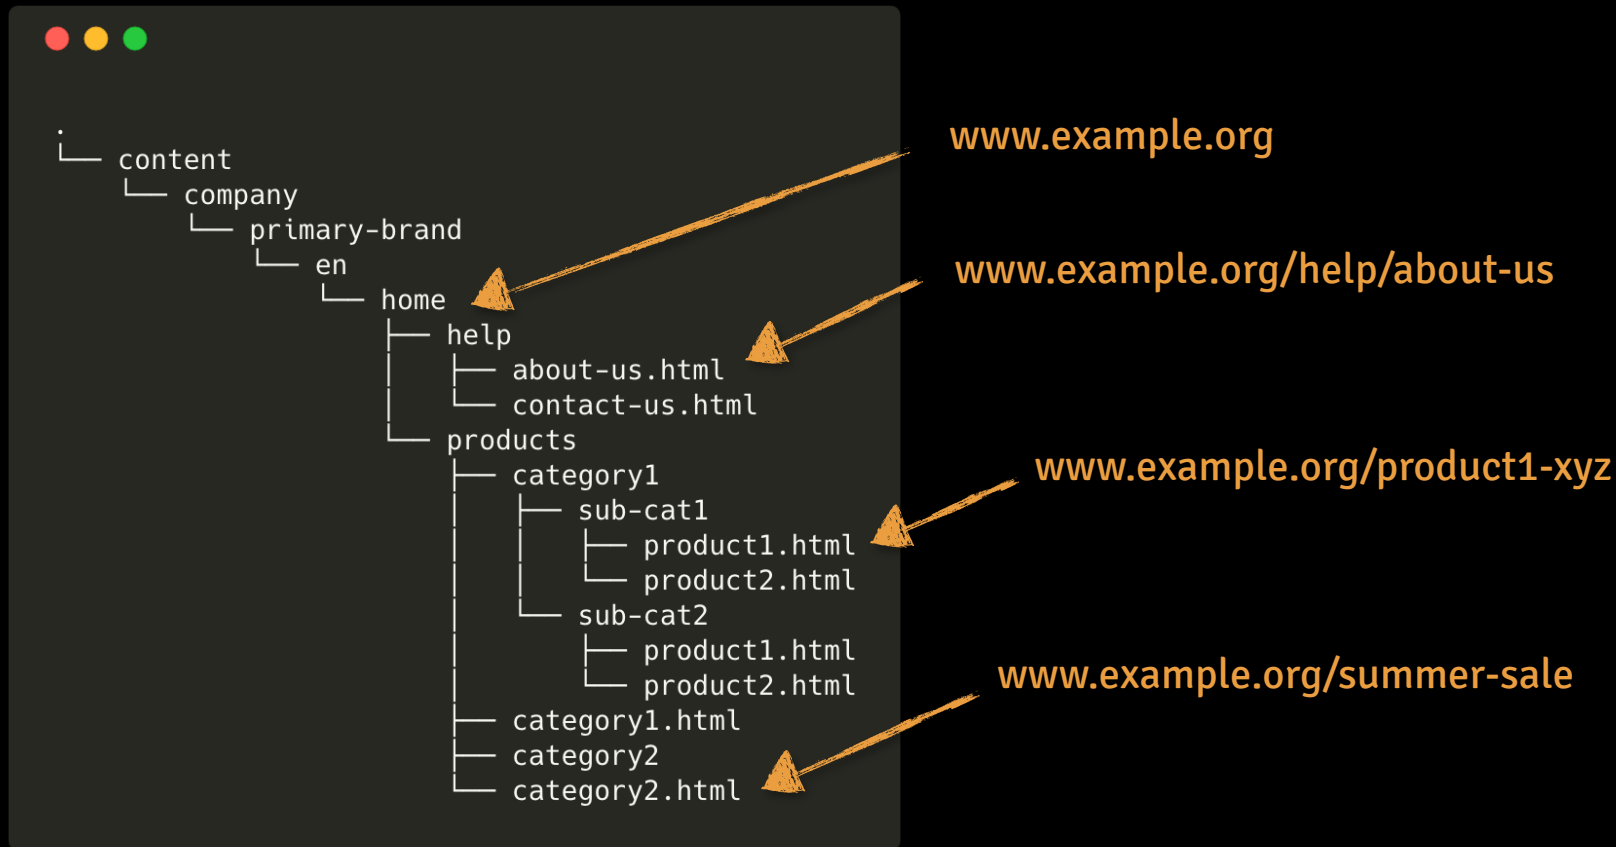 .
└── content
    └── company
        └── primary-brand
            └── en
                └── home
                    ├── help
                    │   ├── about-us.html
                    │   └── contact-us.html
                    └── products
                        ├── category1
                        │   ├── sub-cat1
                        │   │   ├── product1.html
                        │   │   └── product2.html
                        │   └── sub-cat2
                        │       ├── product1.html
                        │       └── product2.html
                        ├── category1.html
                        ├── category2
                        └── category2.html
www.example.org
www.example.org/help/about-us
www.example.org/product1-xyz
www.example.org/summer-sale